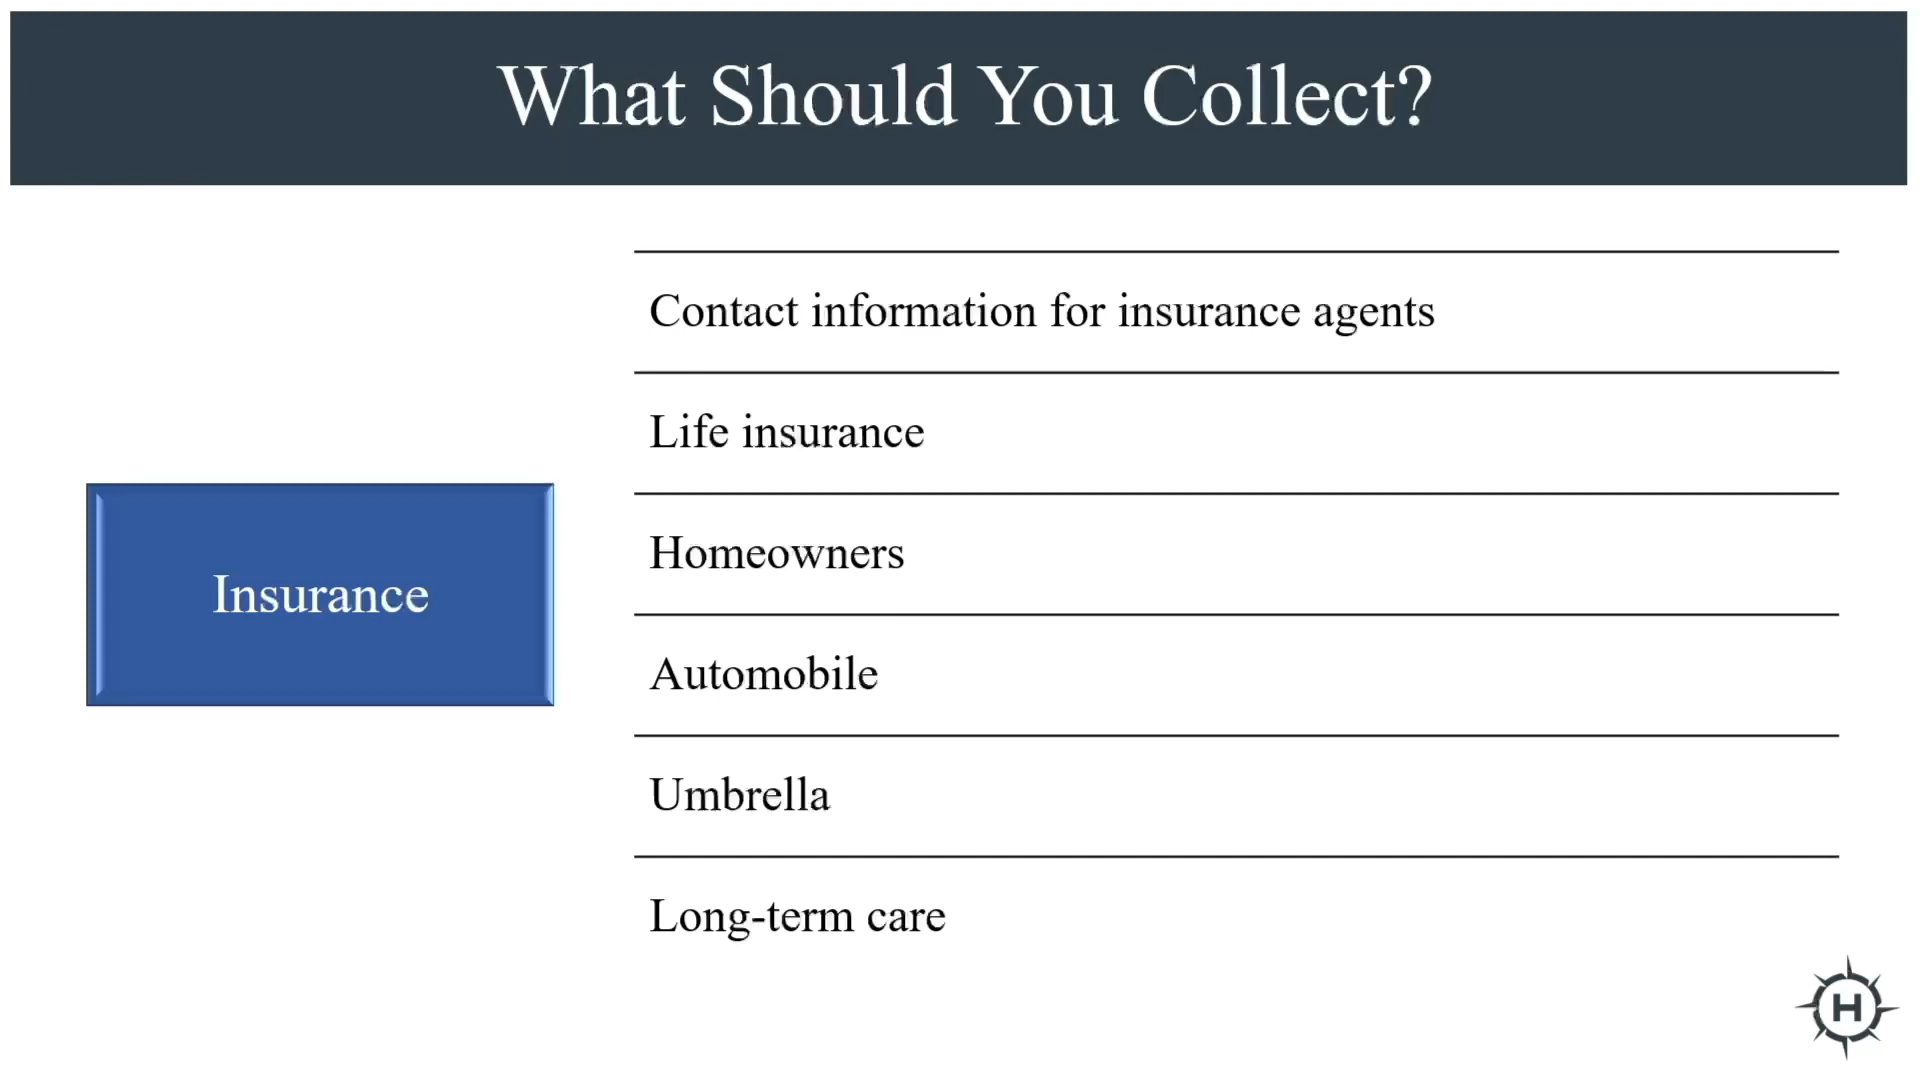 What Should You Collect?
Insurance
Contact information for insurance agents
Life insurance
Homeowners
Automobile
Umbrella
Long-term care
H